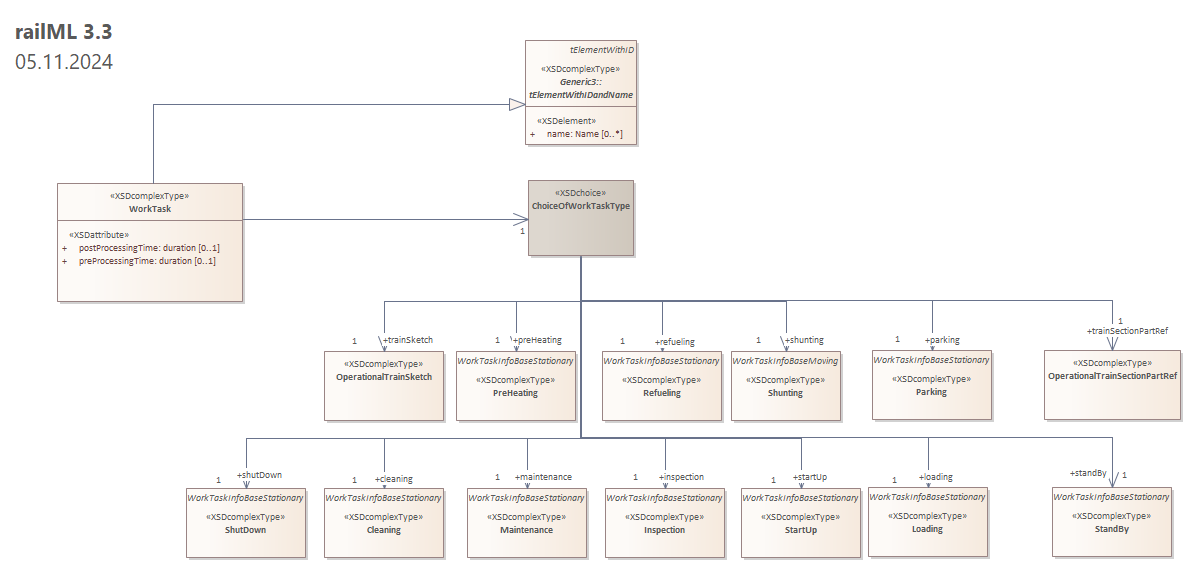 railML 3.3
05.11.2024
tElementWithID
«XSDcomplexType»
Generic3::
tElementWithIDandName
«XSDelement»
+ name: Name [0..*]
«XSDcomplexType»
WorkTask
«XSDattribute»
+ postProcessingTime: duration [0..1]
+ preProcessingTime: duration [0..1]
«XSDchoice»
ChoiceOfWorkTaskType
1
1 +trainSketch
«XSDcomplexType»
OperationalTrainSketch
1 +preHeating
WorkTaskInfoBaseStationary
«XSDcomplexType»
PreHeating
1 +refueling
WorkTaskInfoBaseStationary
«XSDcomplexType»
Refueling
1 +shunting
WorkTaskInfoBaseMoving
«XSDcomplexType»
Shunting
1 +parking
WorkTaskInfoBaseStationary
«XSDcomplexType»
Parking
1
+trainSectionPartRef
«XSDcomplexType»
OperationalTrainSectionPartRef
1 +shutDown
WorkTaskInfoBaseStationary
«XSDcomplexType»
ShutDown
1 +cleaning
WorkTaskInfoBaseStationary
«XSDcomplexType»
Cleaning
1 +maintenance
WorkTaskInfoBaseStationary
«XSDcomplexType»
Maintenance
1 +inspection
WorkTaskInfoBaseStationary
«XSDcomplexType»
Inspection
1 +startUp
WorkTaskInfoBaseStationary
«XSDcomplexType»
StartUp
1 +loading
WorkTaskInfoBaseStationary
«XSDcomplexType»
Loading
+standBy 1
WorkTaskInfoBaseStationary
«XSDcomplexType»
StandBy